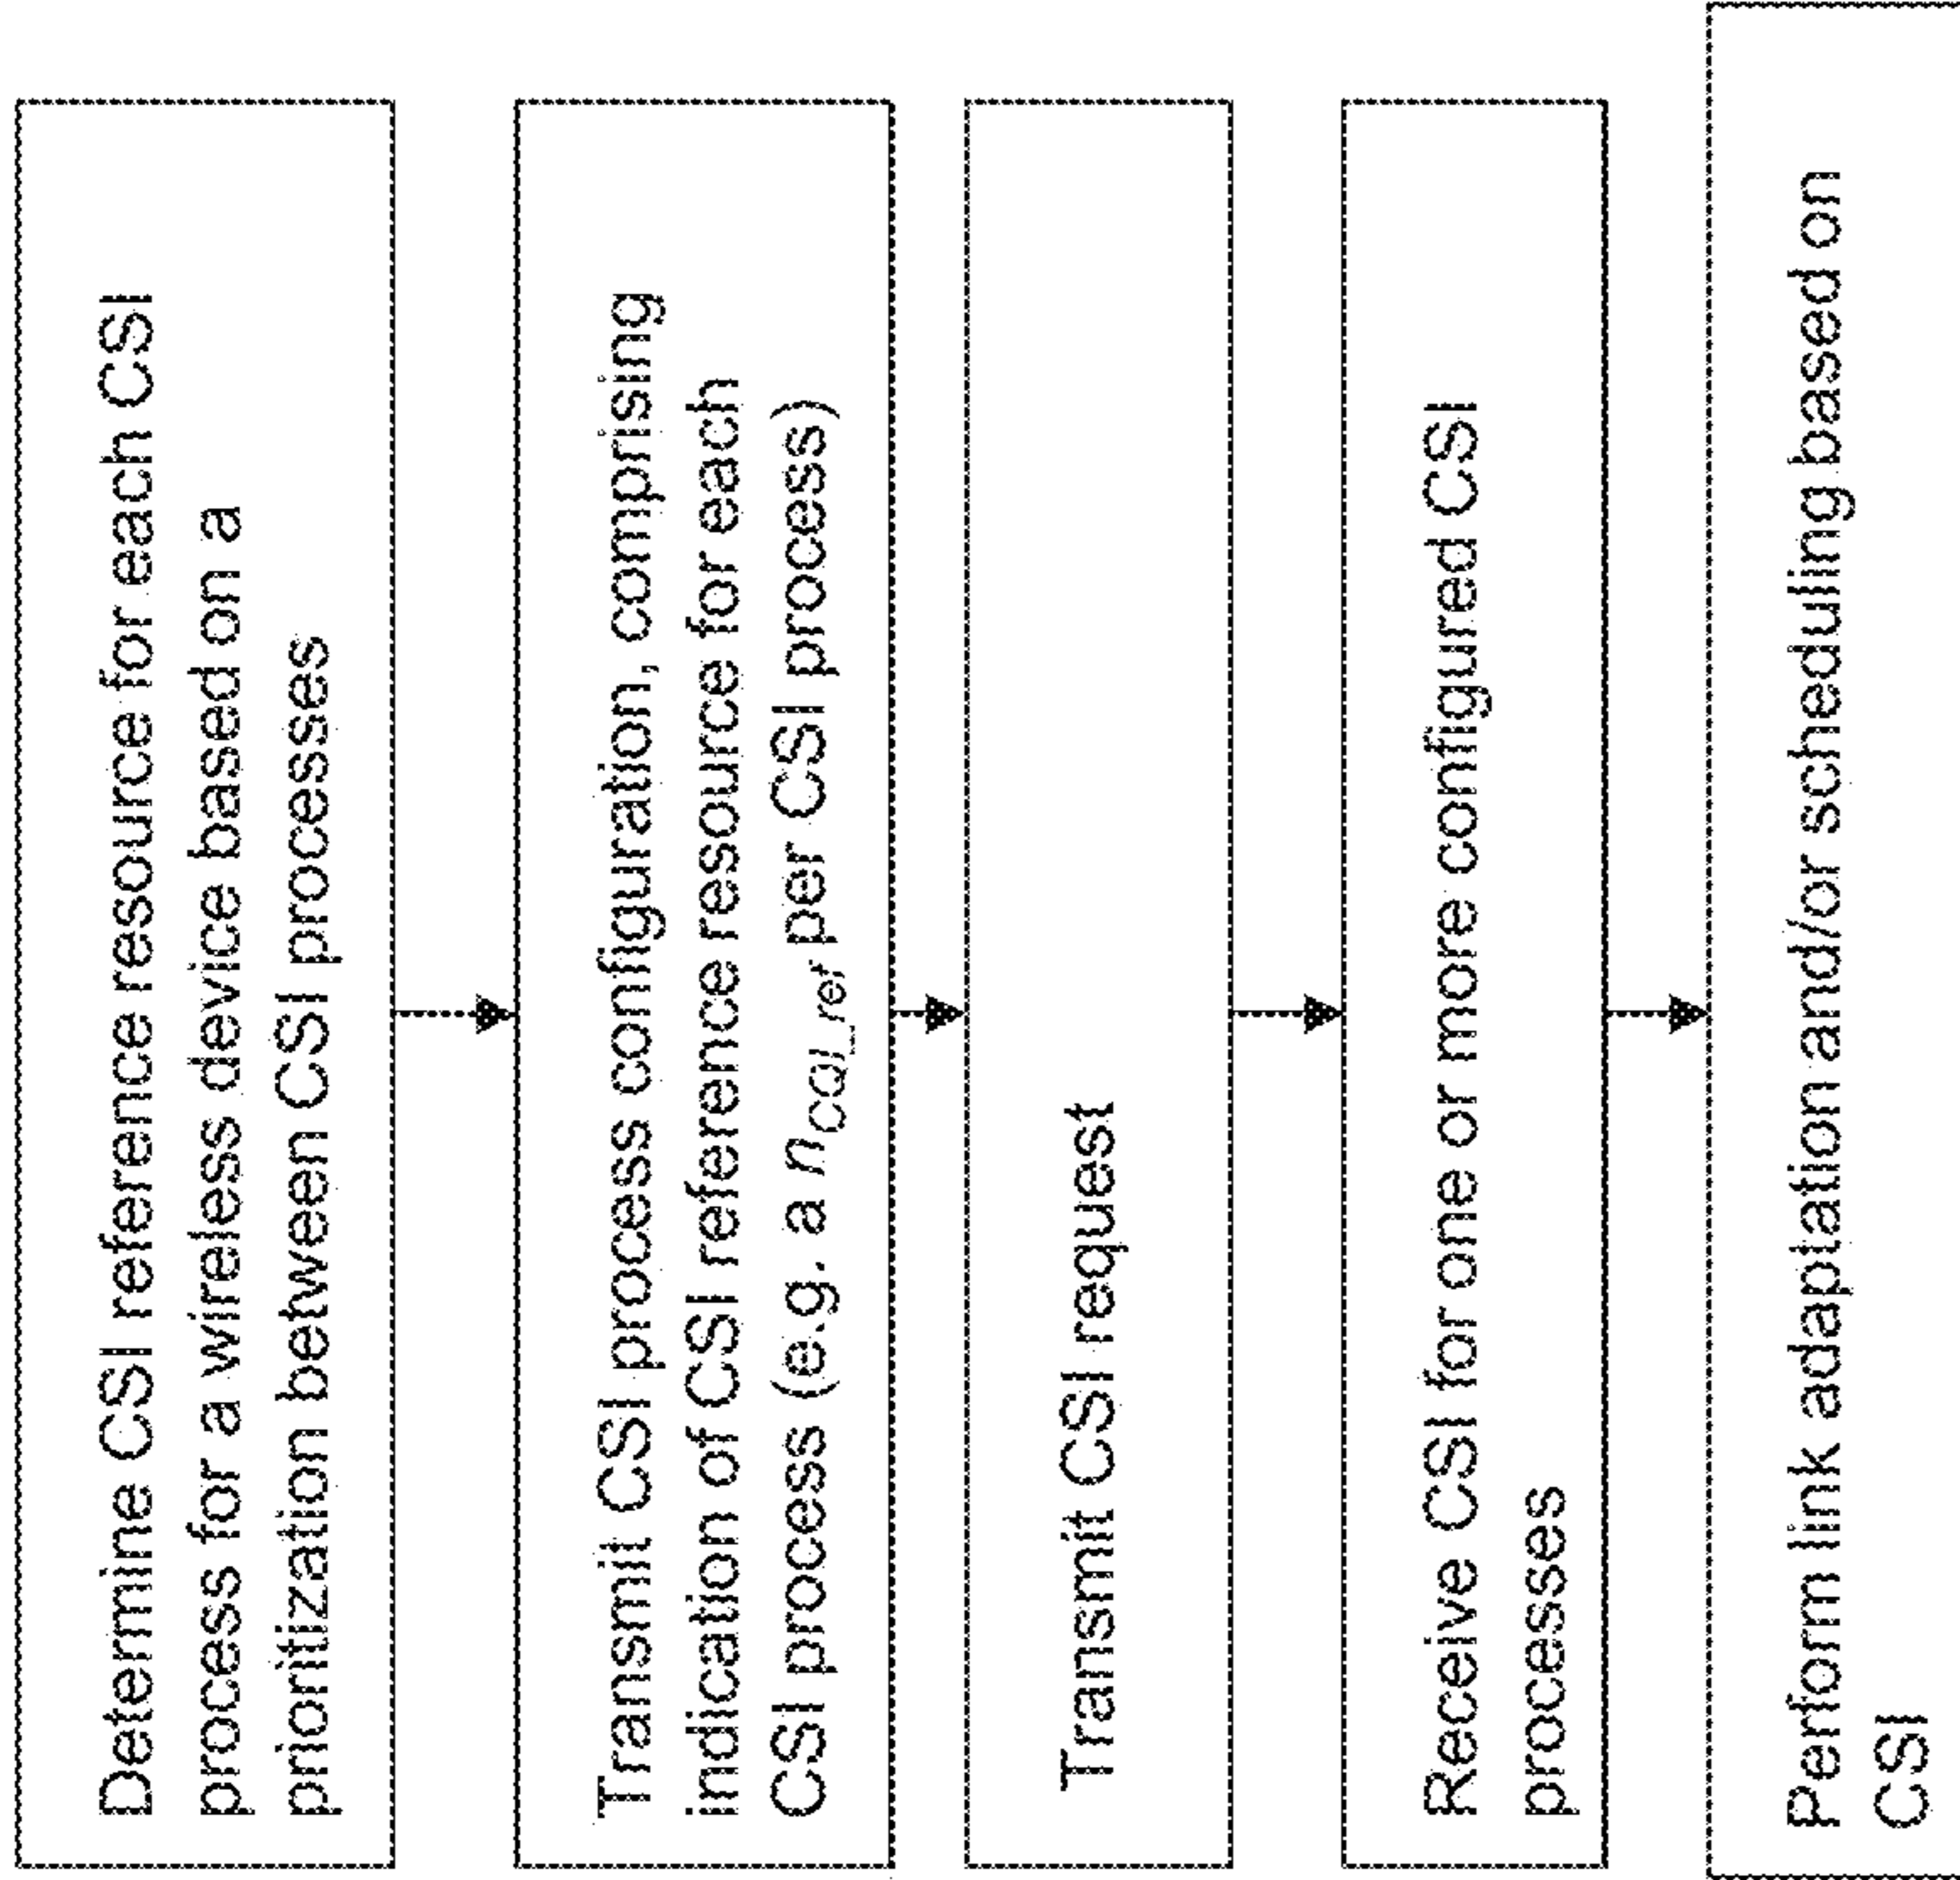 Determine CSI reference resource for each CSI
process for a wireless device based on a
prioritization between CSI processes
Transmit CSI process configuration, comprising
indication of CSI reference resource for each
CSI process (e.g. a n_CQI_ref per CSI process)
Transmit CSI request
Receive CSI for one or more configured CSI
processes
Perform link adaptation and/or scheduling based on
CSI